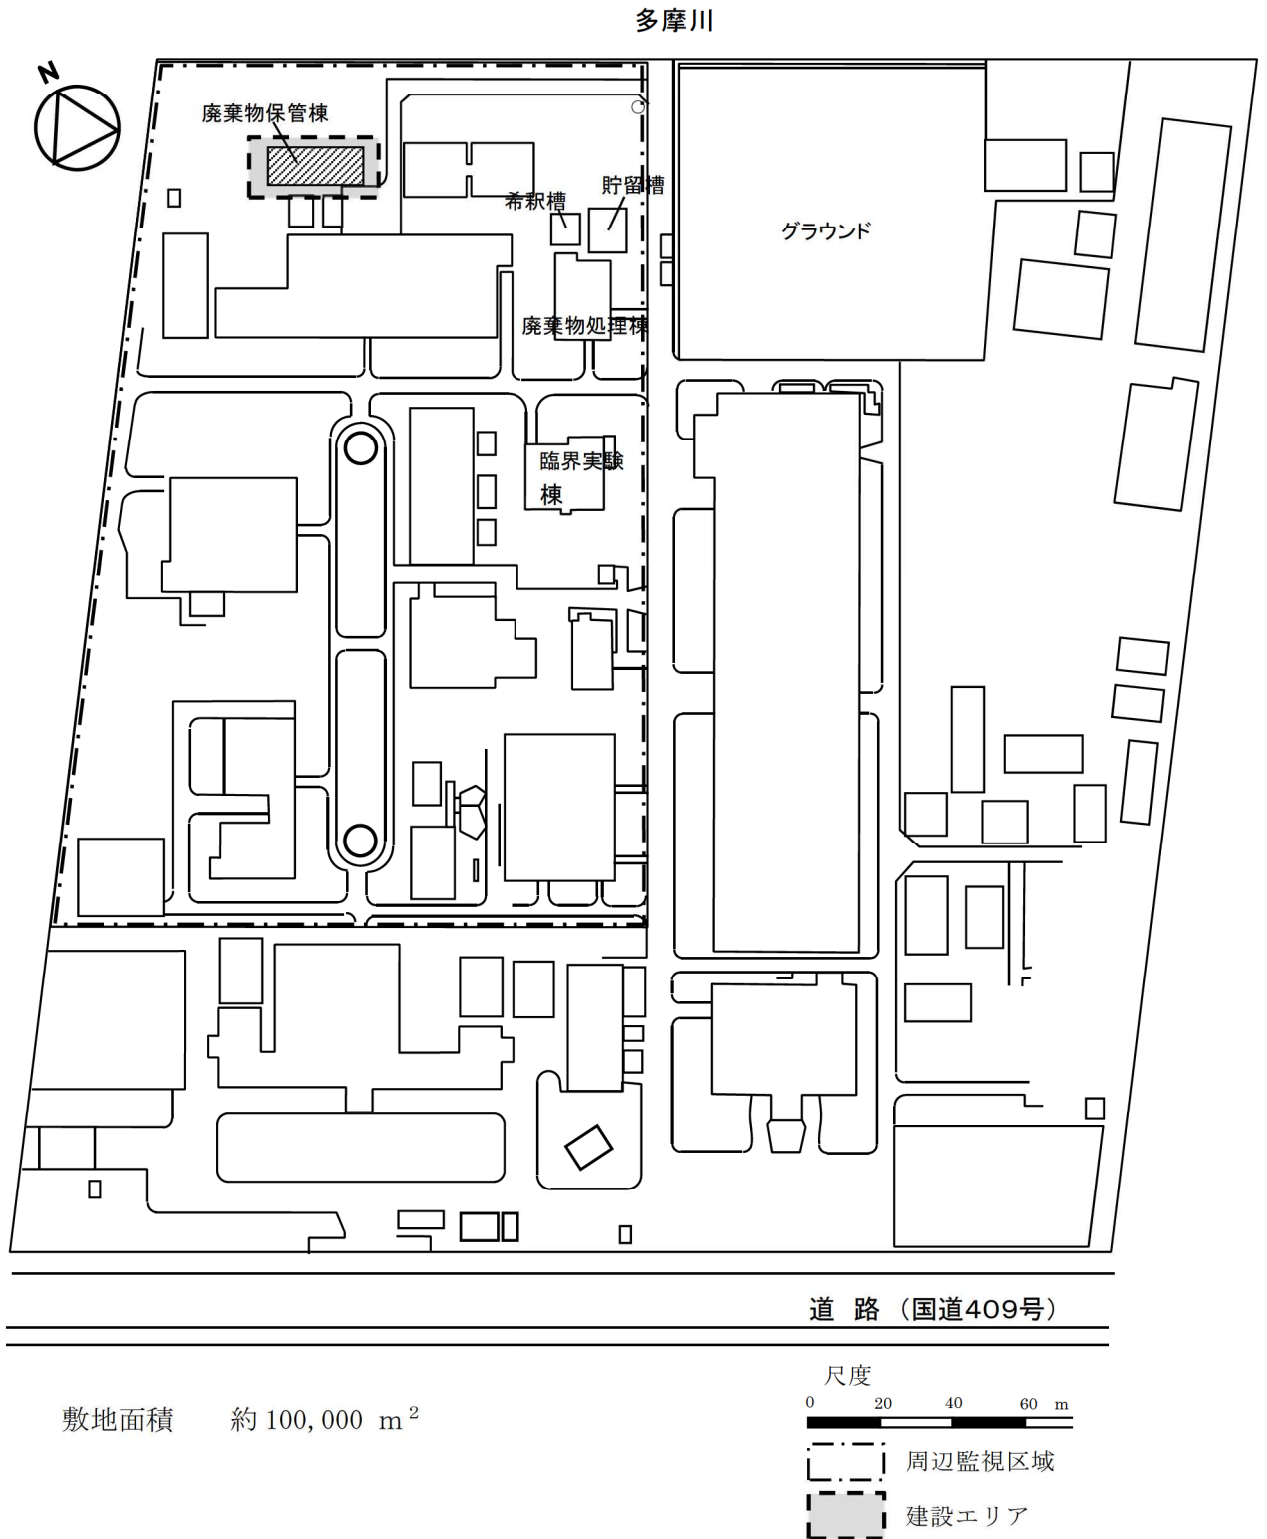 多摩川
N
廃棄物保管棟
貯留槽
希釈槽
グラウンド
廃棄物処理棟
臨界実験
棟
道 路 （国道409号）
尺度
0 20 40 60 m
敷地面積 約100,000 m²
周辺監視区域
建設エリア